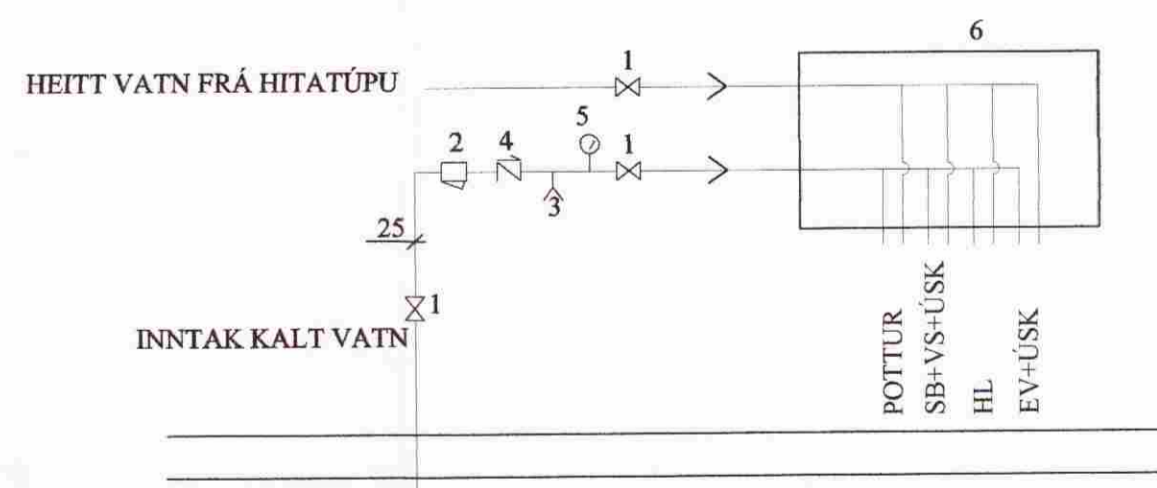 6
1
HEITT VATN FRÁ HITATÚPU
5
2
4
1
3
25
1
INNTAK KALT VATN
POTTUR
SB+VS+ÚSK
HL
EV+ÚSK